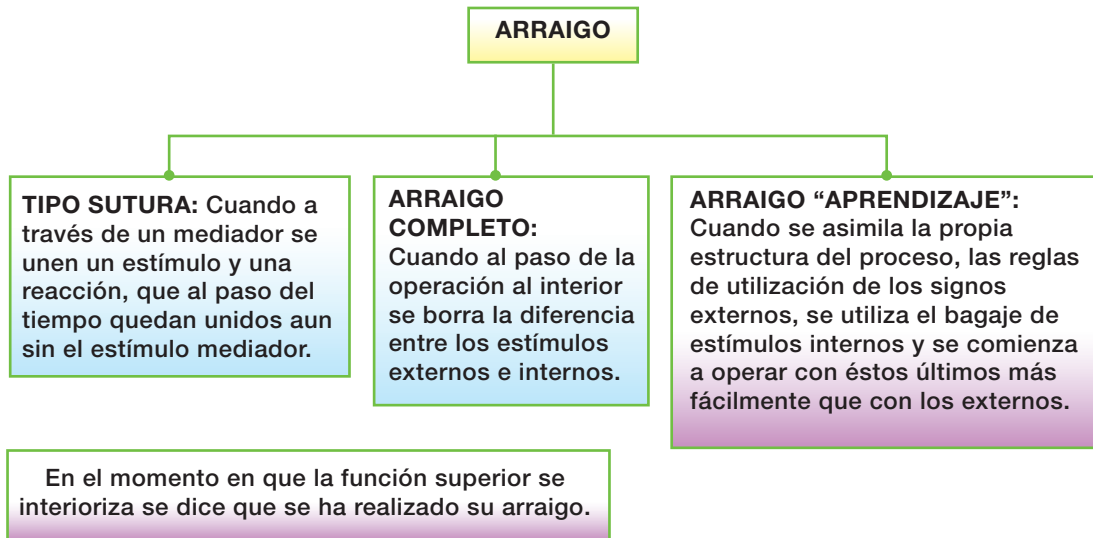 ARRAIGO
TIPO SUTURA: Cuando a
través de un mediador se
unen un estímulo y una
reacción, que al paso del
tiempo quedan unidos aun
sin el estímulo mediador.
ARRAIGO
COMPLETO:
Cuando al paso de la
operación al interior
se borra la diferencia
entre los estímulos
externos e internos.
ARRAIGO “APRENDIZAJE”:
Cuando se asimila la propia
estructura del proceso, las reglas
de utilización de los signos
externos, se utiliza el bagaje de
estímulos internos y se comienza
a operar con éstos últimos más
fácilmente que con los externos.
En el momento en que la función superior se
interioriza se dice que se ha realizado su arraigo.